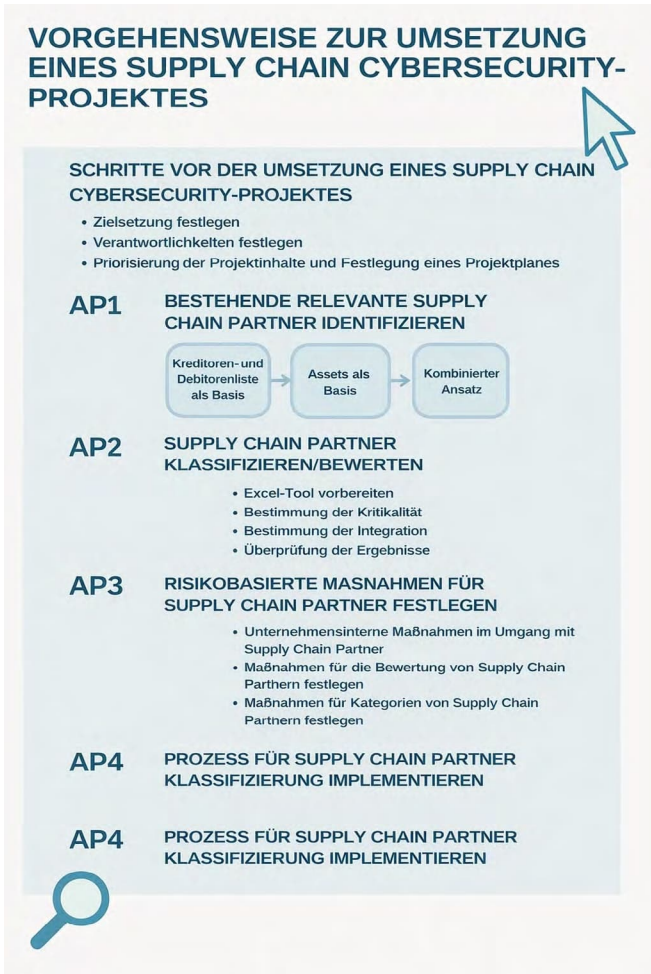 VORGEHENSWEISE ZUR UMSETZUNG
EINES SUPPLY CHAIN CYBERSECURITY-
PROJEKTES
SCHRITTE VOR DER UMSETZUNG EINES SUPPLY CHAIN
CYBERSECURITY-PROJEKTES
• Zielsetzung festlegen
• Verantwortlichkelten festlegen
• Priorisierung der Projektinhalte und Festlegung eines Projektplanes
AP1
BESTEHENDE RELEVANTE SUPPLY
CHAIN PARTNER IDENTIFIZIEREN
Kreditoren-und
Debitorenliste
als Basis
Assets als
Basis
Kombinierter
Ansatz
AP2
SUPPLY CHAIN PARTNER
KLASSIFIZIEREN/BEWERTEN
• Excel-Tool vorbereiten
• Bestimmung der Kritikalität
• Bestimmung der Integration
• Überprüfung der Ergebnisse
AP3
RISIKOBASIERTE MASNAHMEN FÜR
SUPPLY CHAIN PARTNER FESTLEGEN
• Unternehmensinterne Maßnahmen im Umgang mit
Supply Chain Partner
• Maßnahmen für die Bewertung von Supply Chain
Parthern festlegen
• Maßnahmen für Kategorien von Supply Chain
Partnern festlegen
AP4
PROZESS FÜR SUPPLY CHAIN PARTNER
KLASSIFIZIERUNG IMPLEMENTIEREN
AP4
PROZESS FÜR SUPPLY CHAIN PARTNER
KLASSIFIZIERUNG IMPLEMENTIEREN